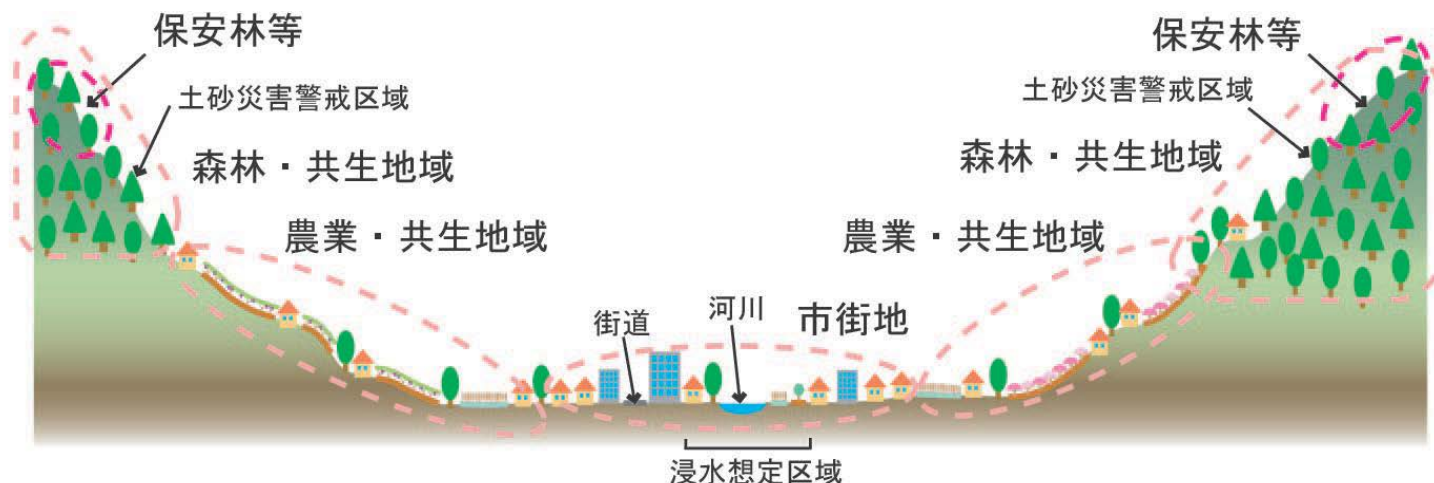 保安林等
保安林等
土砂災害警戒区域
土砂災害警戒区域
森林・共生地域
森林・共生地域
農業・共生地域
農業・共生地域
街道
河川
市街地
浸水想定区域